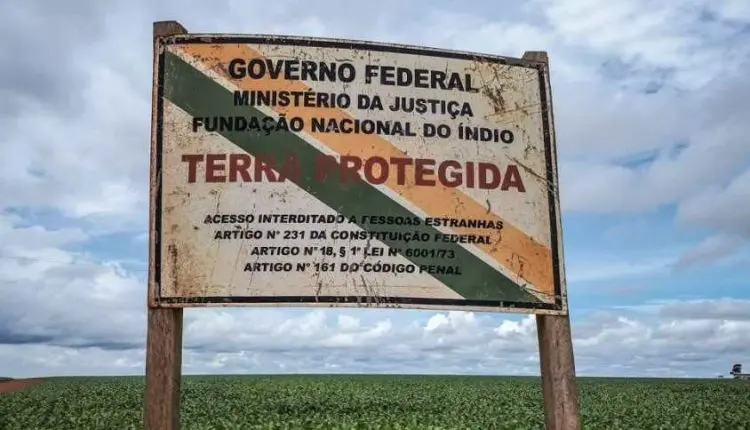 GOVERNO FEDERAL
MINISTÉRIO DA JUSTIÇA
FUNDAÇÃO NACIONAL DO ÍNDIO
TERRA PROTEGIDA
ACESSO INTERDITADO A PESSOAS ESTRANHAS
ARTIGO Nº 231 DA CONSTITUIÇÃO FEDERAL
ARTIGO Nº 18, § 1º LEI Nº 6001/73
ARTIGO Nº 161 DO CÓDIGO PENAL